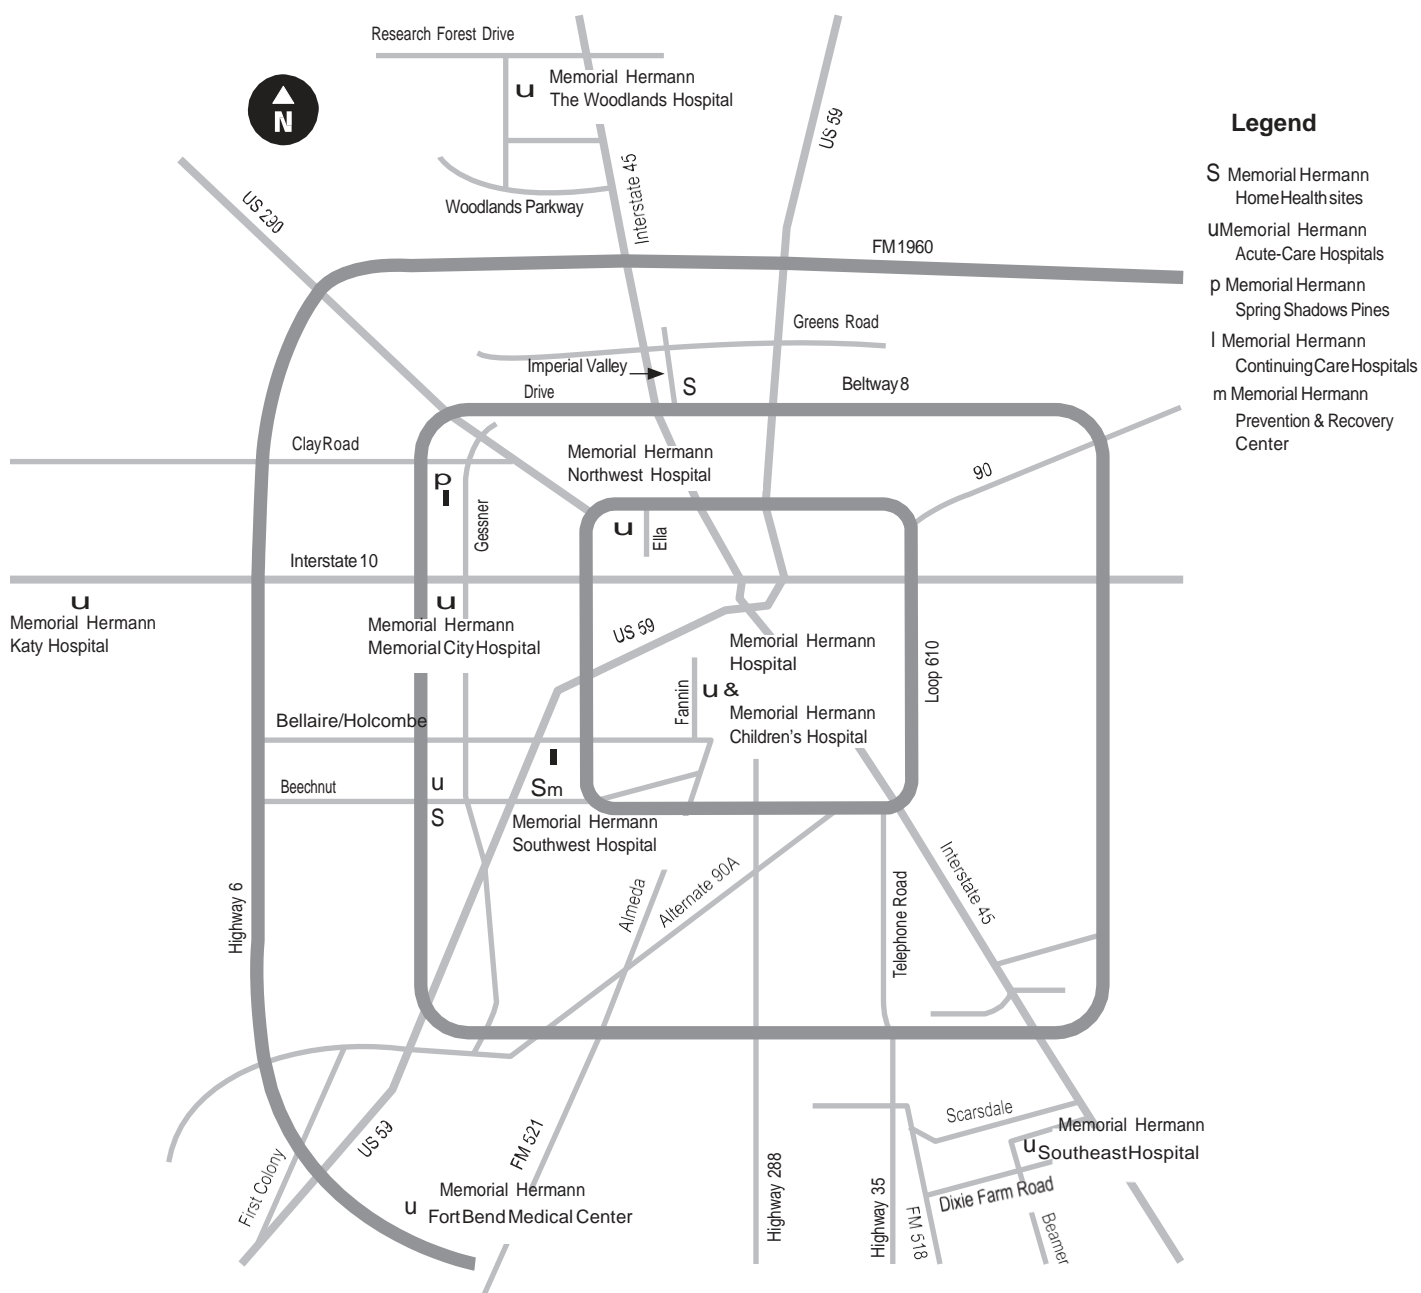 Research Forest Drive
u
Memorial Hermann
The Woodlands Hospital
N
US 59
Legend
S Memorial Hermann
Home Health sites
u Memorial Hermann
Acute-Care Hospitals
p Memorial Hermann
Spring Shadows Pines
l Memorial Hermann
Continuing Care Hospitals
m Memorial Hermann
Prevention & Recovery
Center
US 290
Interstate 45
Woodlands Parkway
FM 1960
Greens Road
Imperial Valley
Drive
S
Beltway 8
Clay Road
Memorial Hermann
Northwest Hospital
90
p
l
Gessner
u
Ella
Interstate 10
u
Memorial Hermann
Katy Hospital
u
Memorial Hermann
Memorial City Hospital
US 59
Memorial Hermann
Hospital
Loop 610
Fannin
u &
Memorial Hermann
Children's Hospital
Bellaire/Holcombe
l
Beechnut
u
S
Sm
Memorial Hermann
Southwest Hospital
Highway 6
Almeda
Alternate 90A
Telephone Road
Interstate 45
Scarsdale
Memorial Hermann
u Southeast Hospital
US 59
FM 521
First Colony
Memorial Hermann
u Fort Bend Medical Center
Highway 288
Highway 35
FM 518
Dixie Farm Road
Beamer